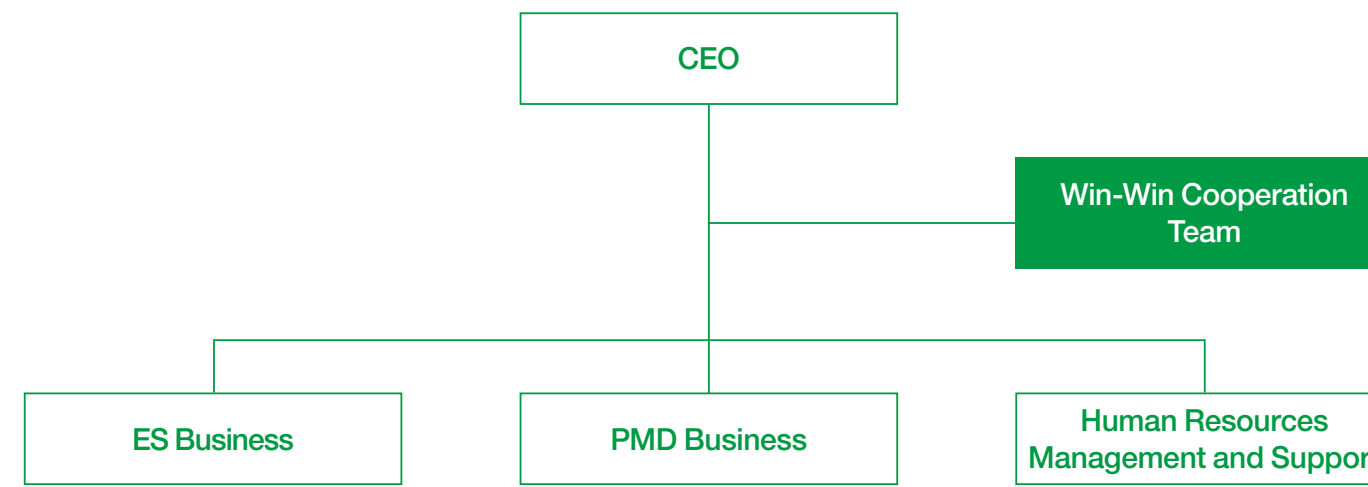 CEO
Win-Win Cooperation
Team
ES Business
PMD Business
Human Resources
Management and Suppor